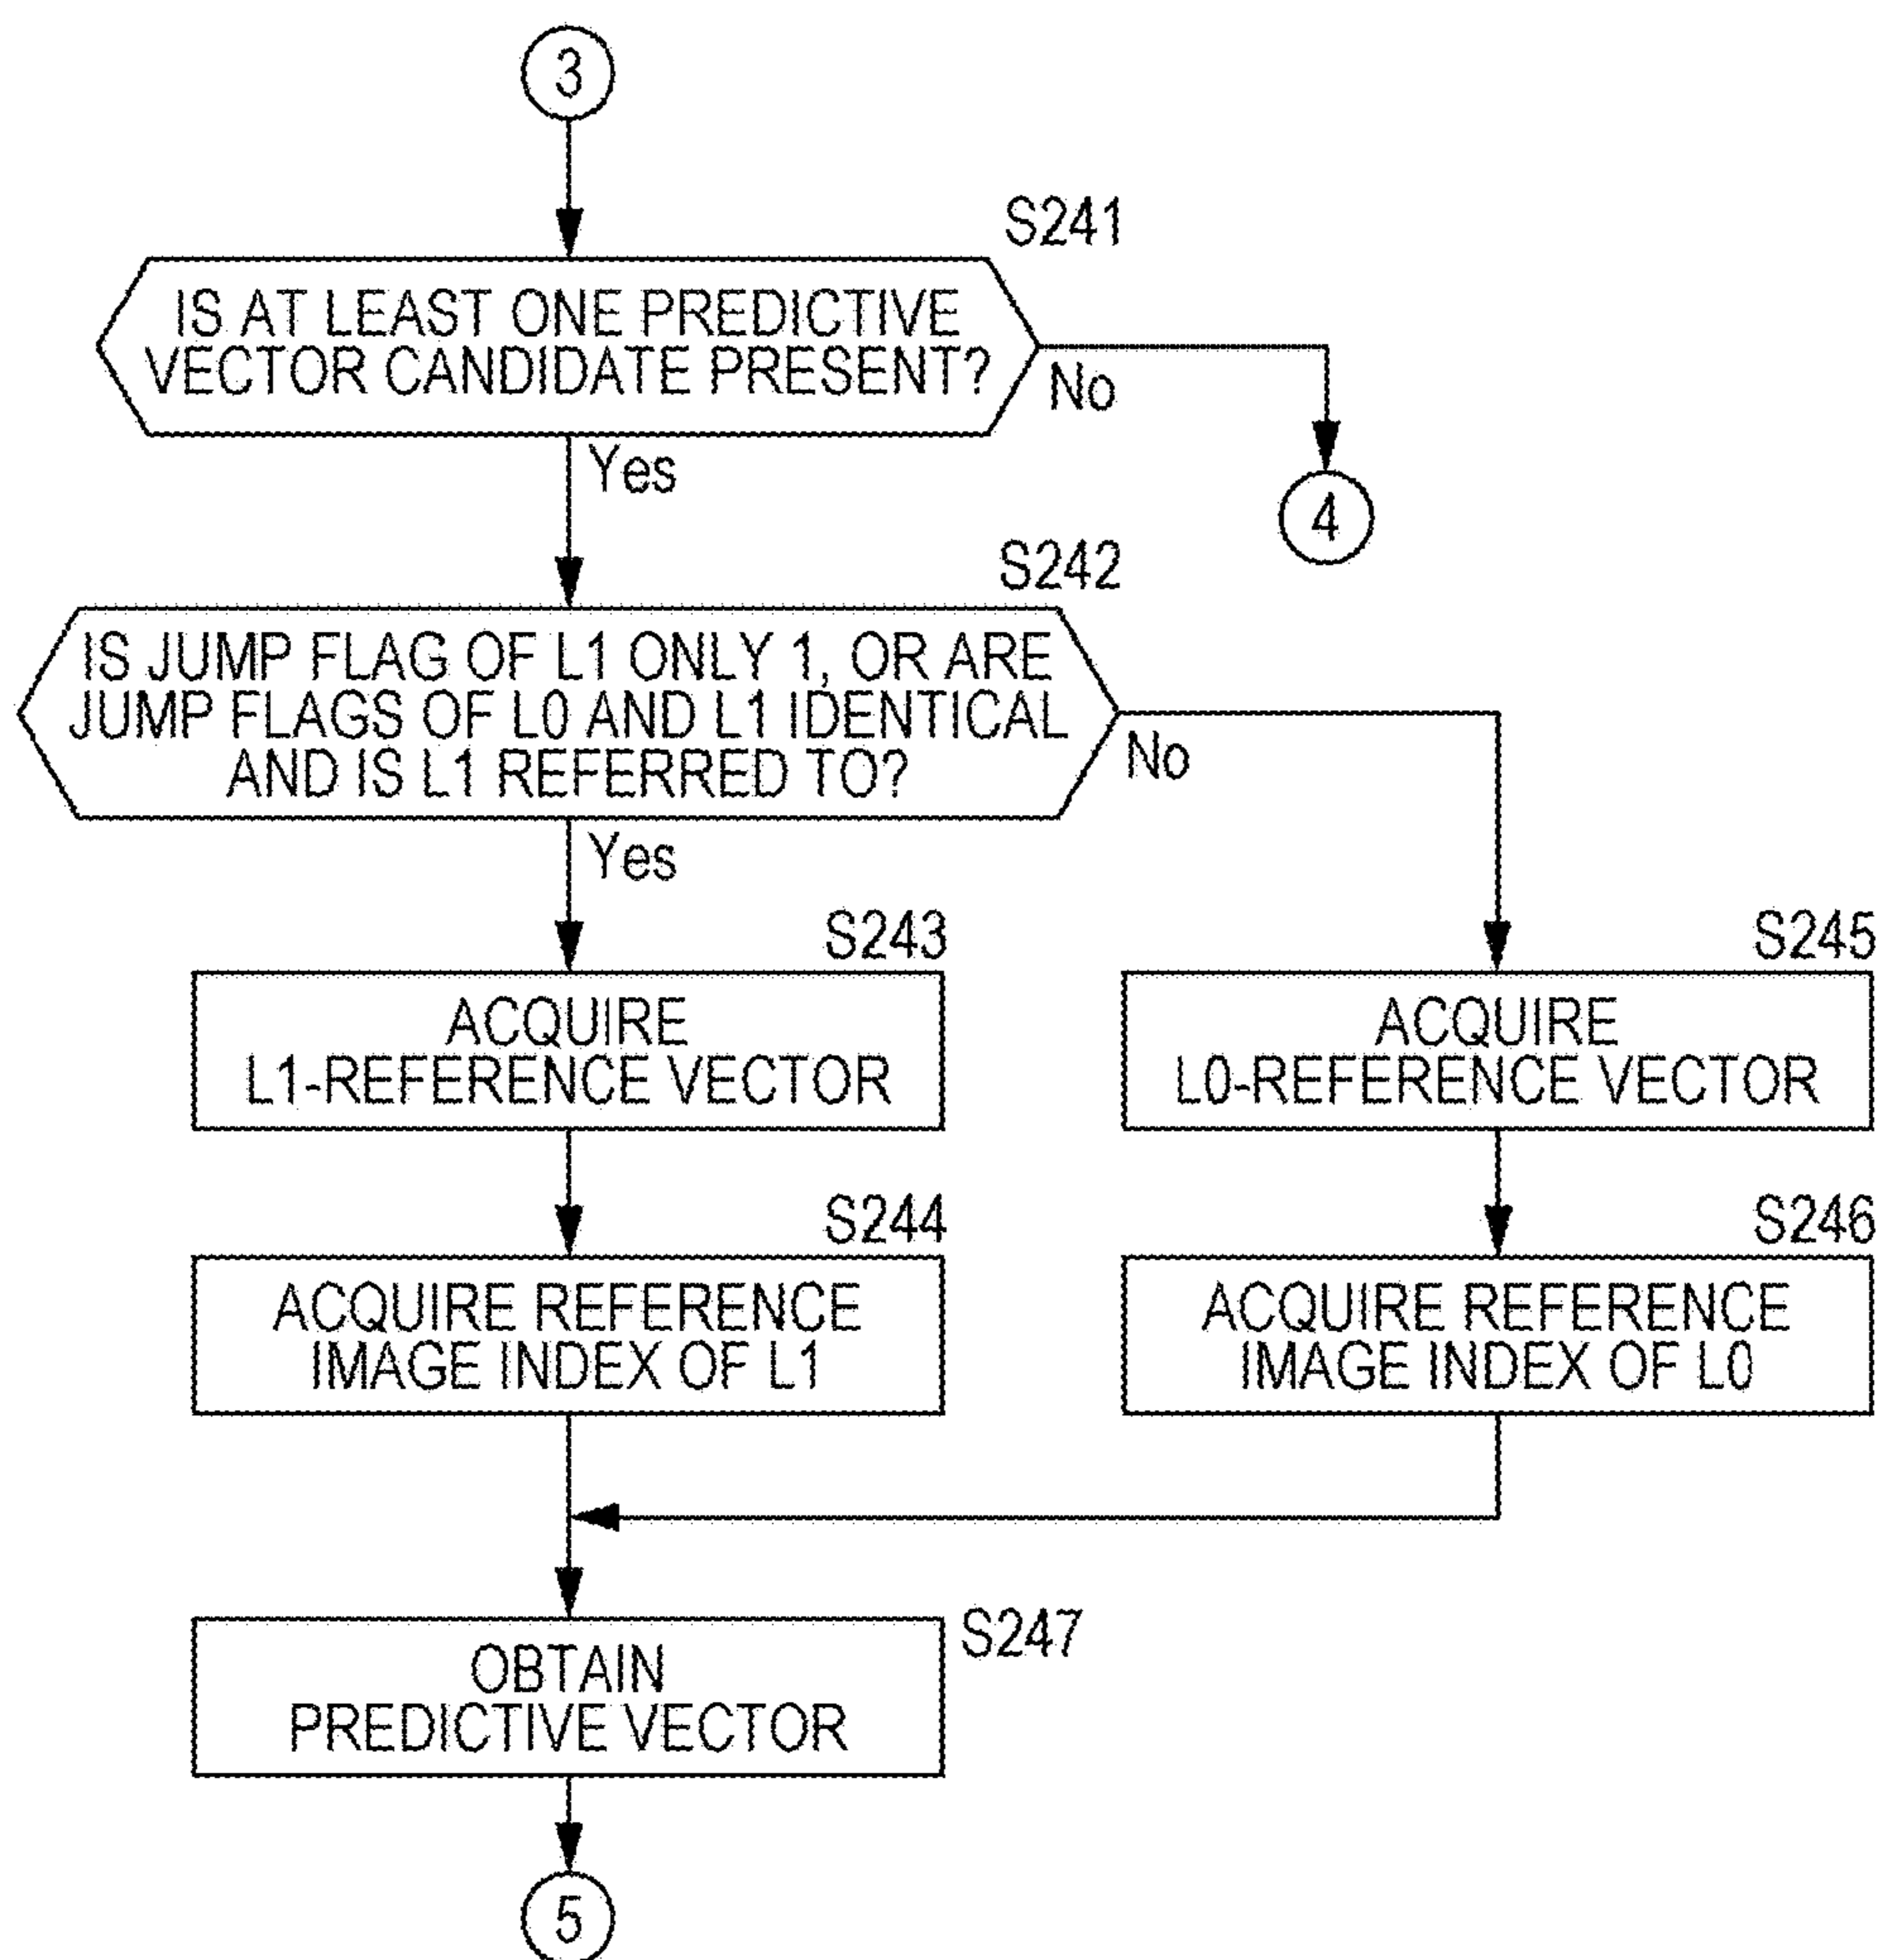 3
S241
IS AT LEAST ONE PREDICTIVE
VECTOR CANDIDATE PRESENT?
No
Yes
4
S242
IS JUMP FLAG OF L1 ONLY 1, OR ARE
JUMP FLAGS OF L0 AND L1 IDENTICAL
AND IS L1 REFERRED TO?
No
Yes
S243
ACQUIRE
L1-REFERENCE VECTOR
S245
ACQUIRE
L0-REFERENCE VECTOR
S244
ACQUIRE REFERENCE
IMAGE INDEX OF L1
S246
ACQUIRE REFERENCE
IMAGE INDEX OF L0
S247
OBTAIN
PREDICTIVE VECTOR
5